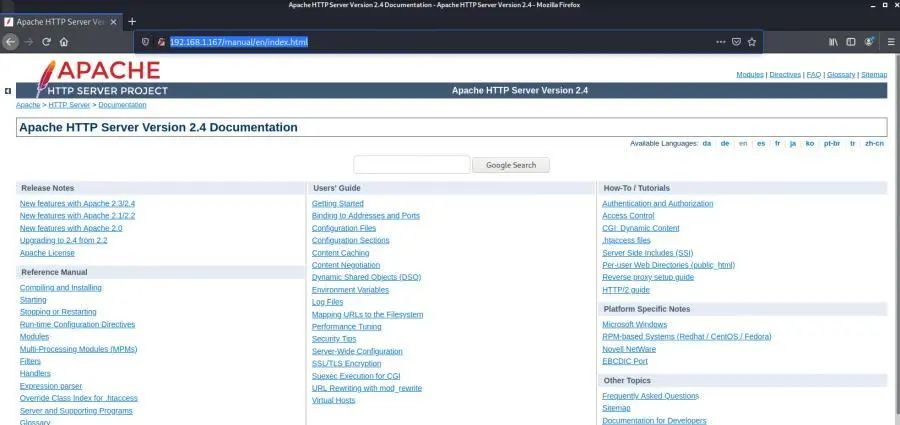 Apache HTTP Server Version 2.4 Documentation - Apache HTTP Server Version 2.4 - Mozilla Firefox
Apache HTTP Server Ver
192.168.1.167/manual/en/index.html
APACHE
HTTP SERVER PROJECT
Modules | Directives | FAQ | Glossary | Sitemap
Apache HTTP Server Version 2.4
Apache > HTTP Server > Documentation
Apache HTTP Server Version 2.4 Documentation
Available Languages: da | de | en | es | fr | ja | ko | pt-br | tr | zh-cn
Google Search
Release Notes
New features with Apache 2.3/2.4
New features with Apache 2.1/2.2
New features with Apache 2.0
Upgrading to 2.4 from 2.2
Apache License
Reference Manual
Compiling and Installing
Starting
Stopping or Restarting
Run-time Configuration Directives
Modules
Multi-Processing Modules (MPMs)
Filters
Handlers
Expression parser
Override Class Index for .htaccess
Server and Supporting Programs
Glossary
Users' Guide
Getting Started
Binding to Addresses and Ports
Configuration Files
Configuration Sections
Content Caching
Content Negotiation
Dynamic Shared Objects (DSO)
Environment Variables
Log Files
Mapping URLs to the Filesystem
Performance Tuning
Security Tips
Server-Wide Configuration
SSL/TLS Encryption
Suexec Execution for CGI
URL Rewriting with mod_rewrite
Virtual Hosts
How-To / Tutorials
Authentication and Authorization
Access Control
CGI: Dynamic Content
.htaccess files
Server Side Includes (SSI)
Per-user Web Directories (public_html)
Reverse proxy setup guide
HTTP/2 guide
Platform Specific Notes
Microsoft Windows
RPM-based Systems (Redhat / CentOS / Fedora)
Novell NetWare
EBCDIC Port
Other Topics
Frequently Asked Questions
Sitemap
Documentation for Developers